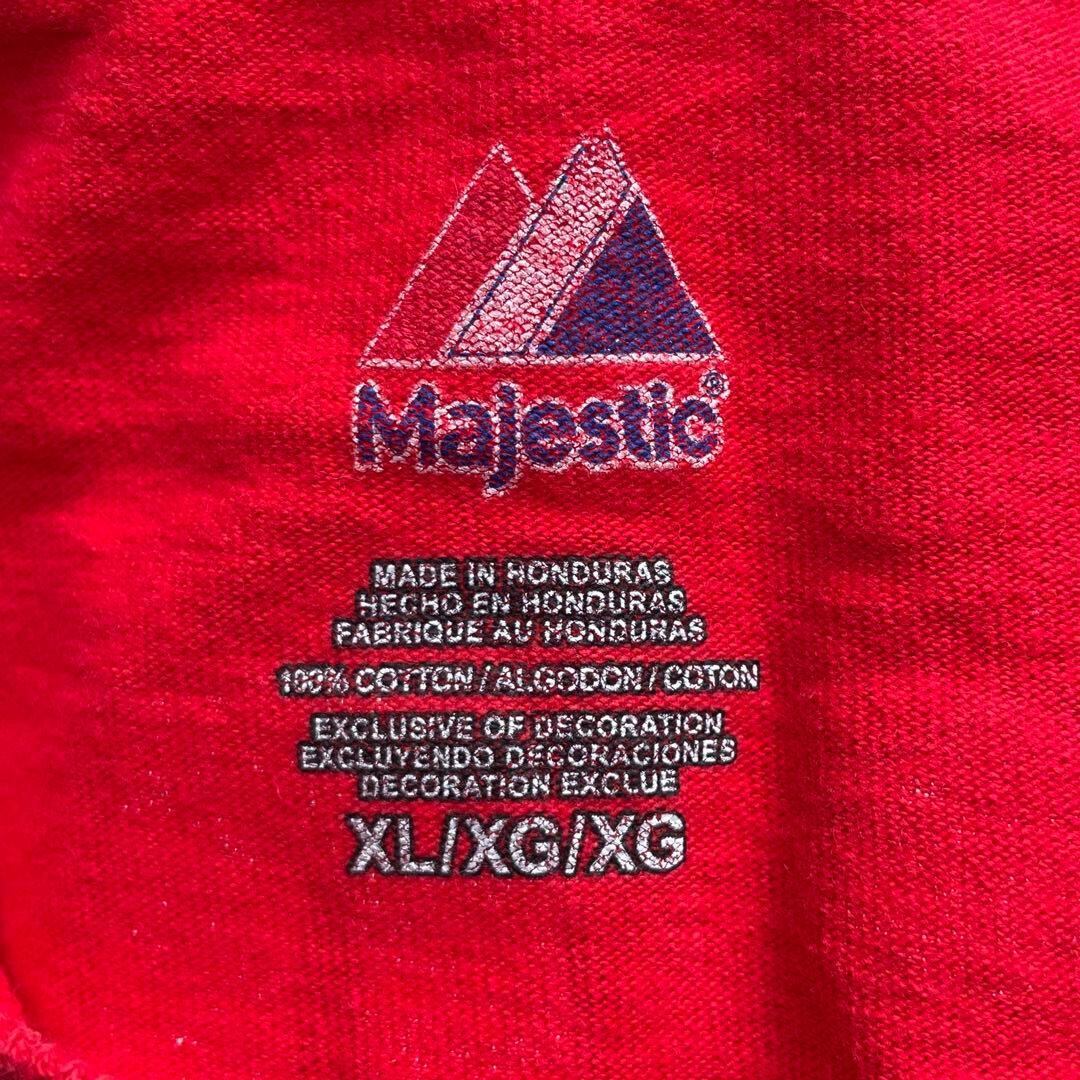 Majestic®
MADE IN HONDURAS
HECHO EN HONDURAS
FABRIQUE AU HONDURAS
100% COTTON / ALGODON / COTON
EXCLUSIVE OF DECORATION
EXCLUYENDO DECORACIONES
DECORATION EXCLUE
XL/XG/XG